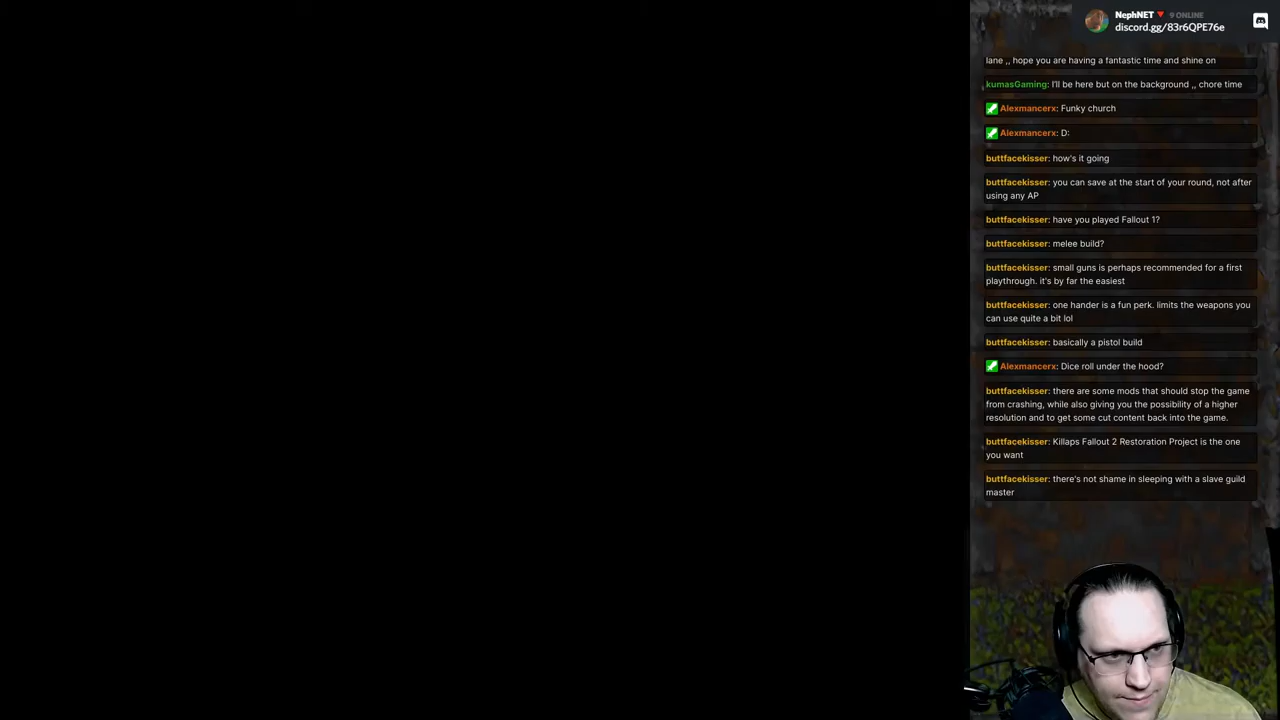 NephNET 9 ONLINE
discord.gg/83r6QPE76e
lane ,, hope you are having a fantastic time and shine on
kumasGaming: I'll be here but on the background ,, chore time
Alexmancerx: Funky church
Alexmancerx: D:
buttfacekisser: how's it going
buttfacekisser: you can save at the start of your round, not after
using any AP
buttfacekisser: have you played Fallout 1?
buttfacekisser: melee build?
buttfacekisser: small guns is perhaps recommended for a first
playthrough. it's by far the easiest
buttfacekisser: one hander is a fun perk. limits the weapons you
can use quite a bit lol
buttfacekisser: basically a pistol build
Alexmancerx: Dice roll under the hood?
buttfacekisser: there are some mods that should stop the game
from crashing, while also giving you the possibility of a higher
resolution and to get some cut content back into the game.
buttfacekisser: Killaps Fallout 2 Restoration Project is the one
you want
buttfacekisser: there's not shame in sleeping with a slave guild
master